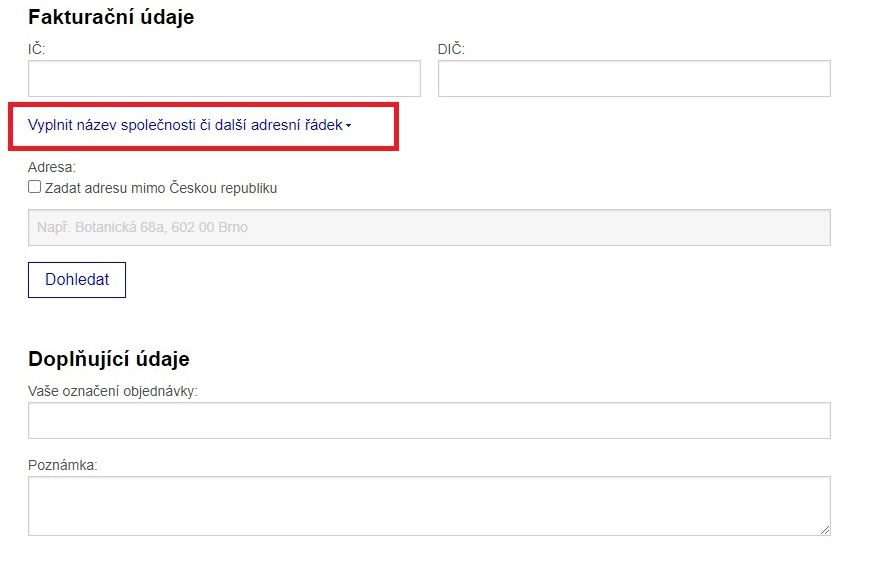 Fakturační údaje
IČ: DIČ:
Vyplnit název společnosti či další adresní řádek
Adresa:
Zadat adresu mimo Českou republiku
Např. Botanická 68a, 602 00 Brno
Dohledat
Doplňující údaje
Vaše označení objednávky:
Poznámka: